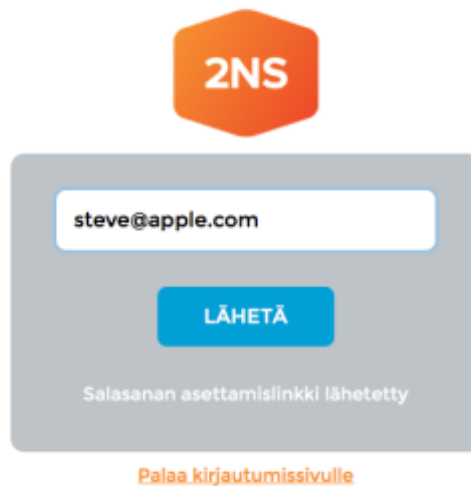 2NS
steve@apple.com
LÄHETÄ
Salasanan asettamislinkki lähetetty
Palaa kirjautumissivulle